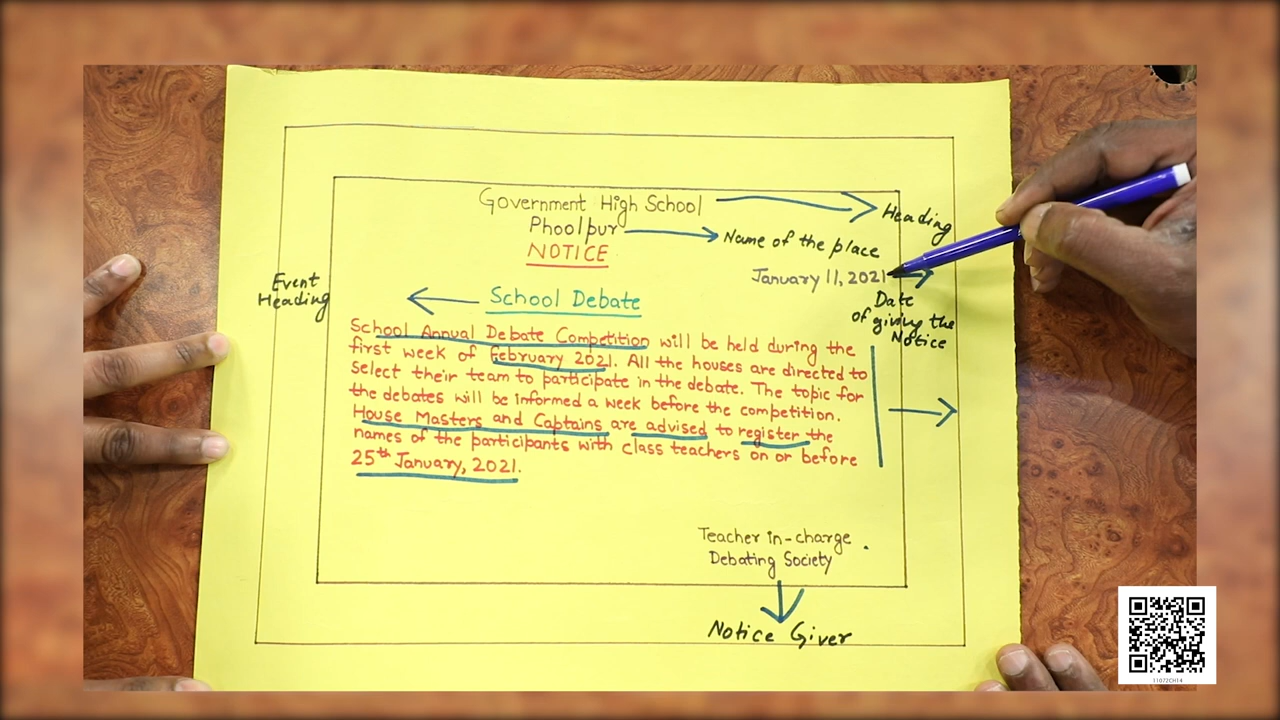 Government High School
Heading
Phoolpur
Name of the place
NOTICE
January 11, 2021
Event
Heading
School Debate
Date
of giving the
Notice
School Annual Debate Competition will be held during the
first week of february 2021. All the houses are directed to
select their team to participate in the debate. The topic for
the debates will be informed a week before the competition.
House Masters and Captains are advised to register the
names of the participants with class teachers on or before
25th January, 2021.
Teacher in-charge
Debating Society
Notice Giver
11072CH14